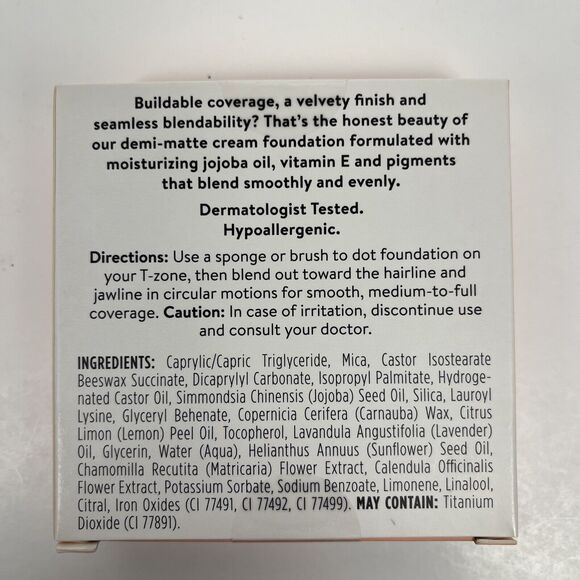 Buildable coverage, a velvety finish and
seamless blendability? That's the honest beauty of
our demi-matte cream foundation formulated with
moisturizing jojoba oil, vitamin E and pigments
that blend smoothly and evenly.
Dermatologist Tested.
Hypoallergenic.
Directions: Use a sponge or brush to dot foundation on
your T-zone, then blend out toward the hairline and
jawline in circular motions for smooth, medium-to-full
coverage. Caution: In case of irritation, discontinue use
and consult your doctor.
INGREDIENTS: Caprylic/Capric Triglyceride, Mica, Castor Isostearate
Beeswax Succinate, Dicaprylyl Carbonate, Isopropyl Palmitate, Hydroge-
nated Castor Oil, Simmondsia Chinensis (Jojoba) Seed Oil, Silica, Lauroyl
Lysine, Glyceryl Behenate, Copernicia Cerifera (Carnauba) Wax, Citrus
Limon (Lemon) Peel Oil, Tocopherol, Lavandula Angustifolia (Lavender)
Oil, Glycerin, Water (Aqua), Helianthus Annuus (Sunflower) Seed Oil,
Chamomilla Recutita (Matricaria) Flower Extract, Calendula Officinalis
Flower Extract, Potassium Sorbate, Sodium Benzoate, Limonene, Linalool,
Citral, Iron Oxides (CI 77491, CI 77492, CI 77499). MAY CONTAIN: Titanium
Dioxide (CI 77891).